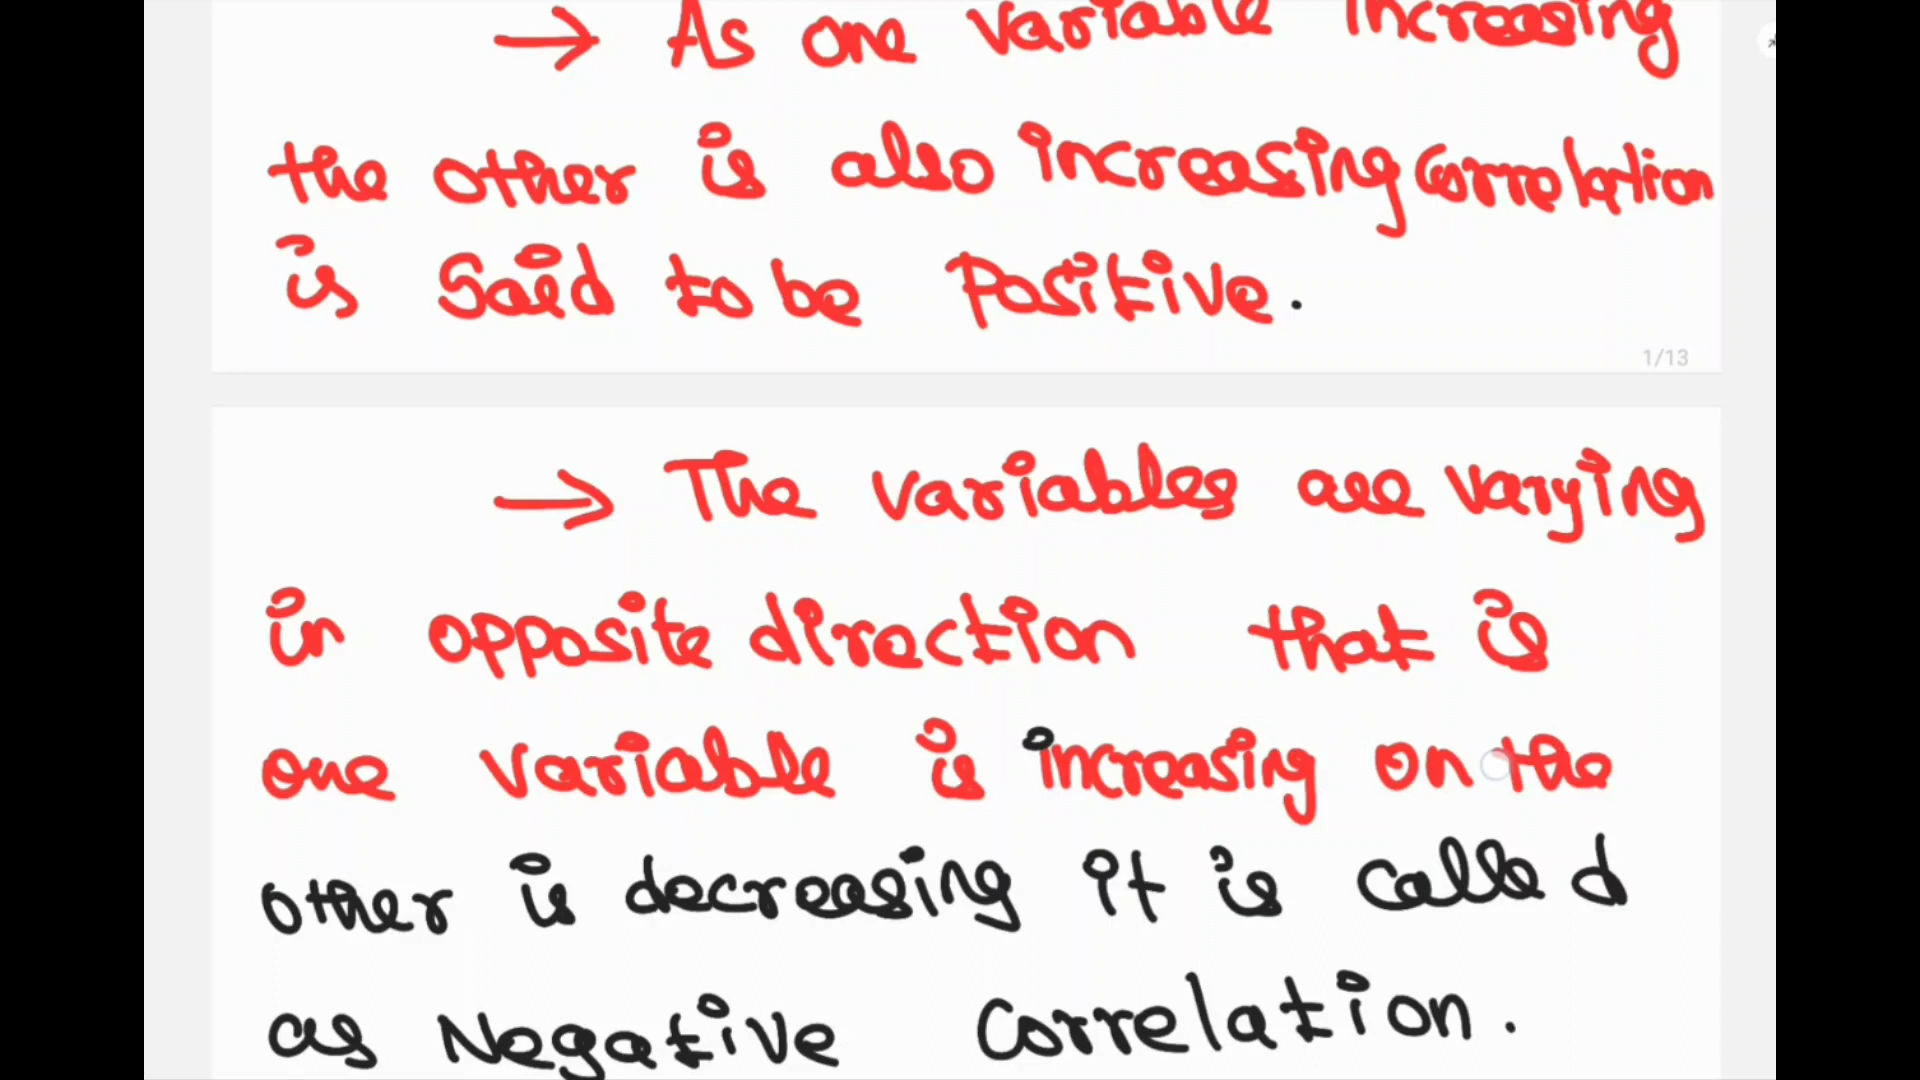 → As one variable increasing
the other is also increasing correlation
is said to be positive.
1/13
→ The variables are varying
in opposite direction that is
one variable is increasing on the
other is decreasing it is called
as Negative correlation.